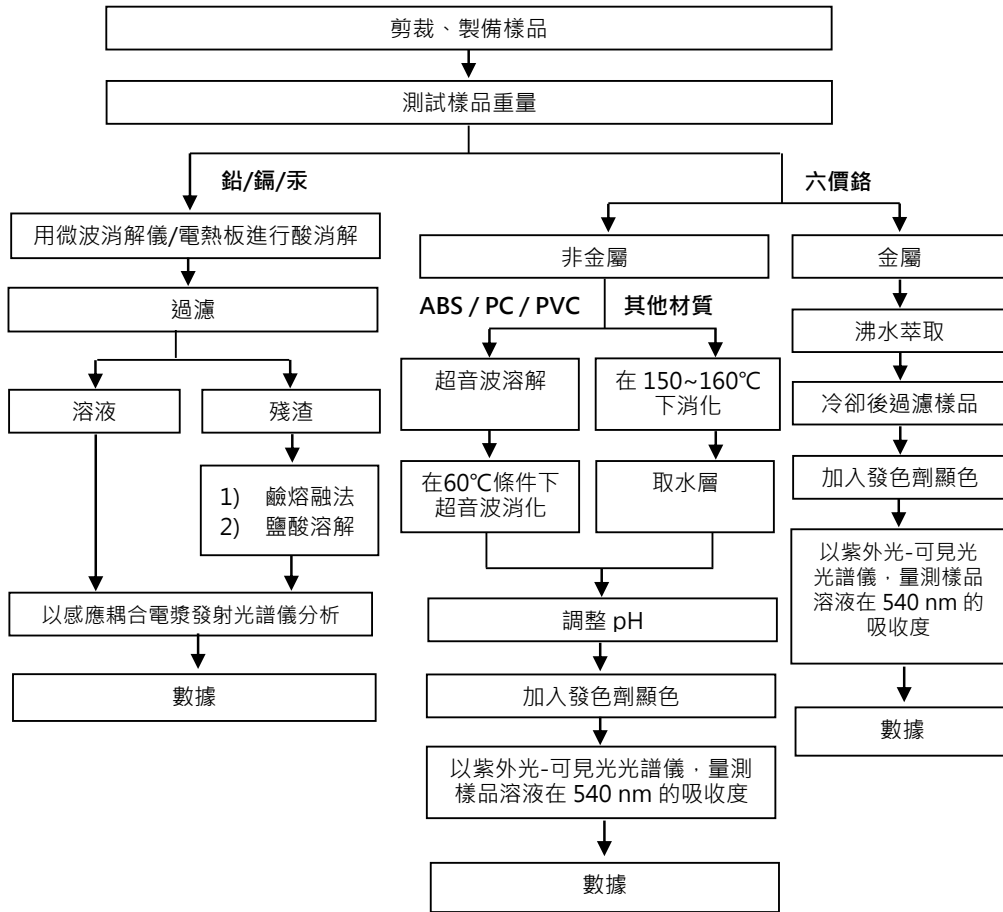 剪裁、製備樣品
測試樣品重量
鉛/鎘/汞
六價鉻
用微波消解儀/電熱板進行酸消解
過濾
溶液
殘渣
1) 鹼熔融法
2) 鹽酸溶解
以感應耦合電漿發射光譜儀分析
數據
非金屬
ABS / PC / PVC
其他材質
超音波溶解
在 150~160℃
下消化
在60℃條件下
超音波消化
取水層
調整 pH
加入發色劑顯色
以紫外光-可見光光譜儀，量測
樣品溶液在 540 nm 的吸收度
數據
金屬
沸水萃取
冷卻後過濾樣品
加入發色劑顯色
以紫外光-可見光
光譜儀，量測樣品
溶液在 540 nm 的
吸收度
數據